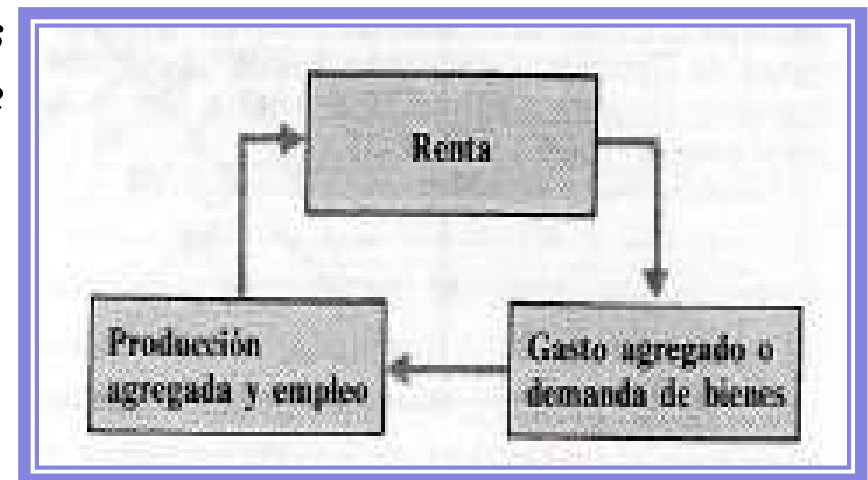 Renta
Gasto agregado o
demanda de bienes
Producción
agregada y empleo